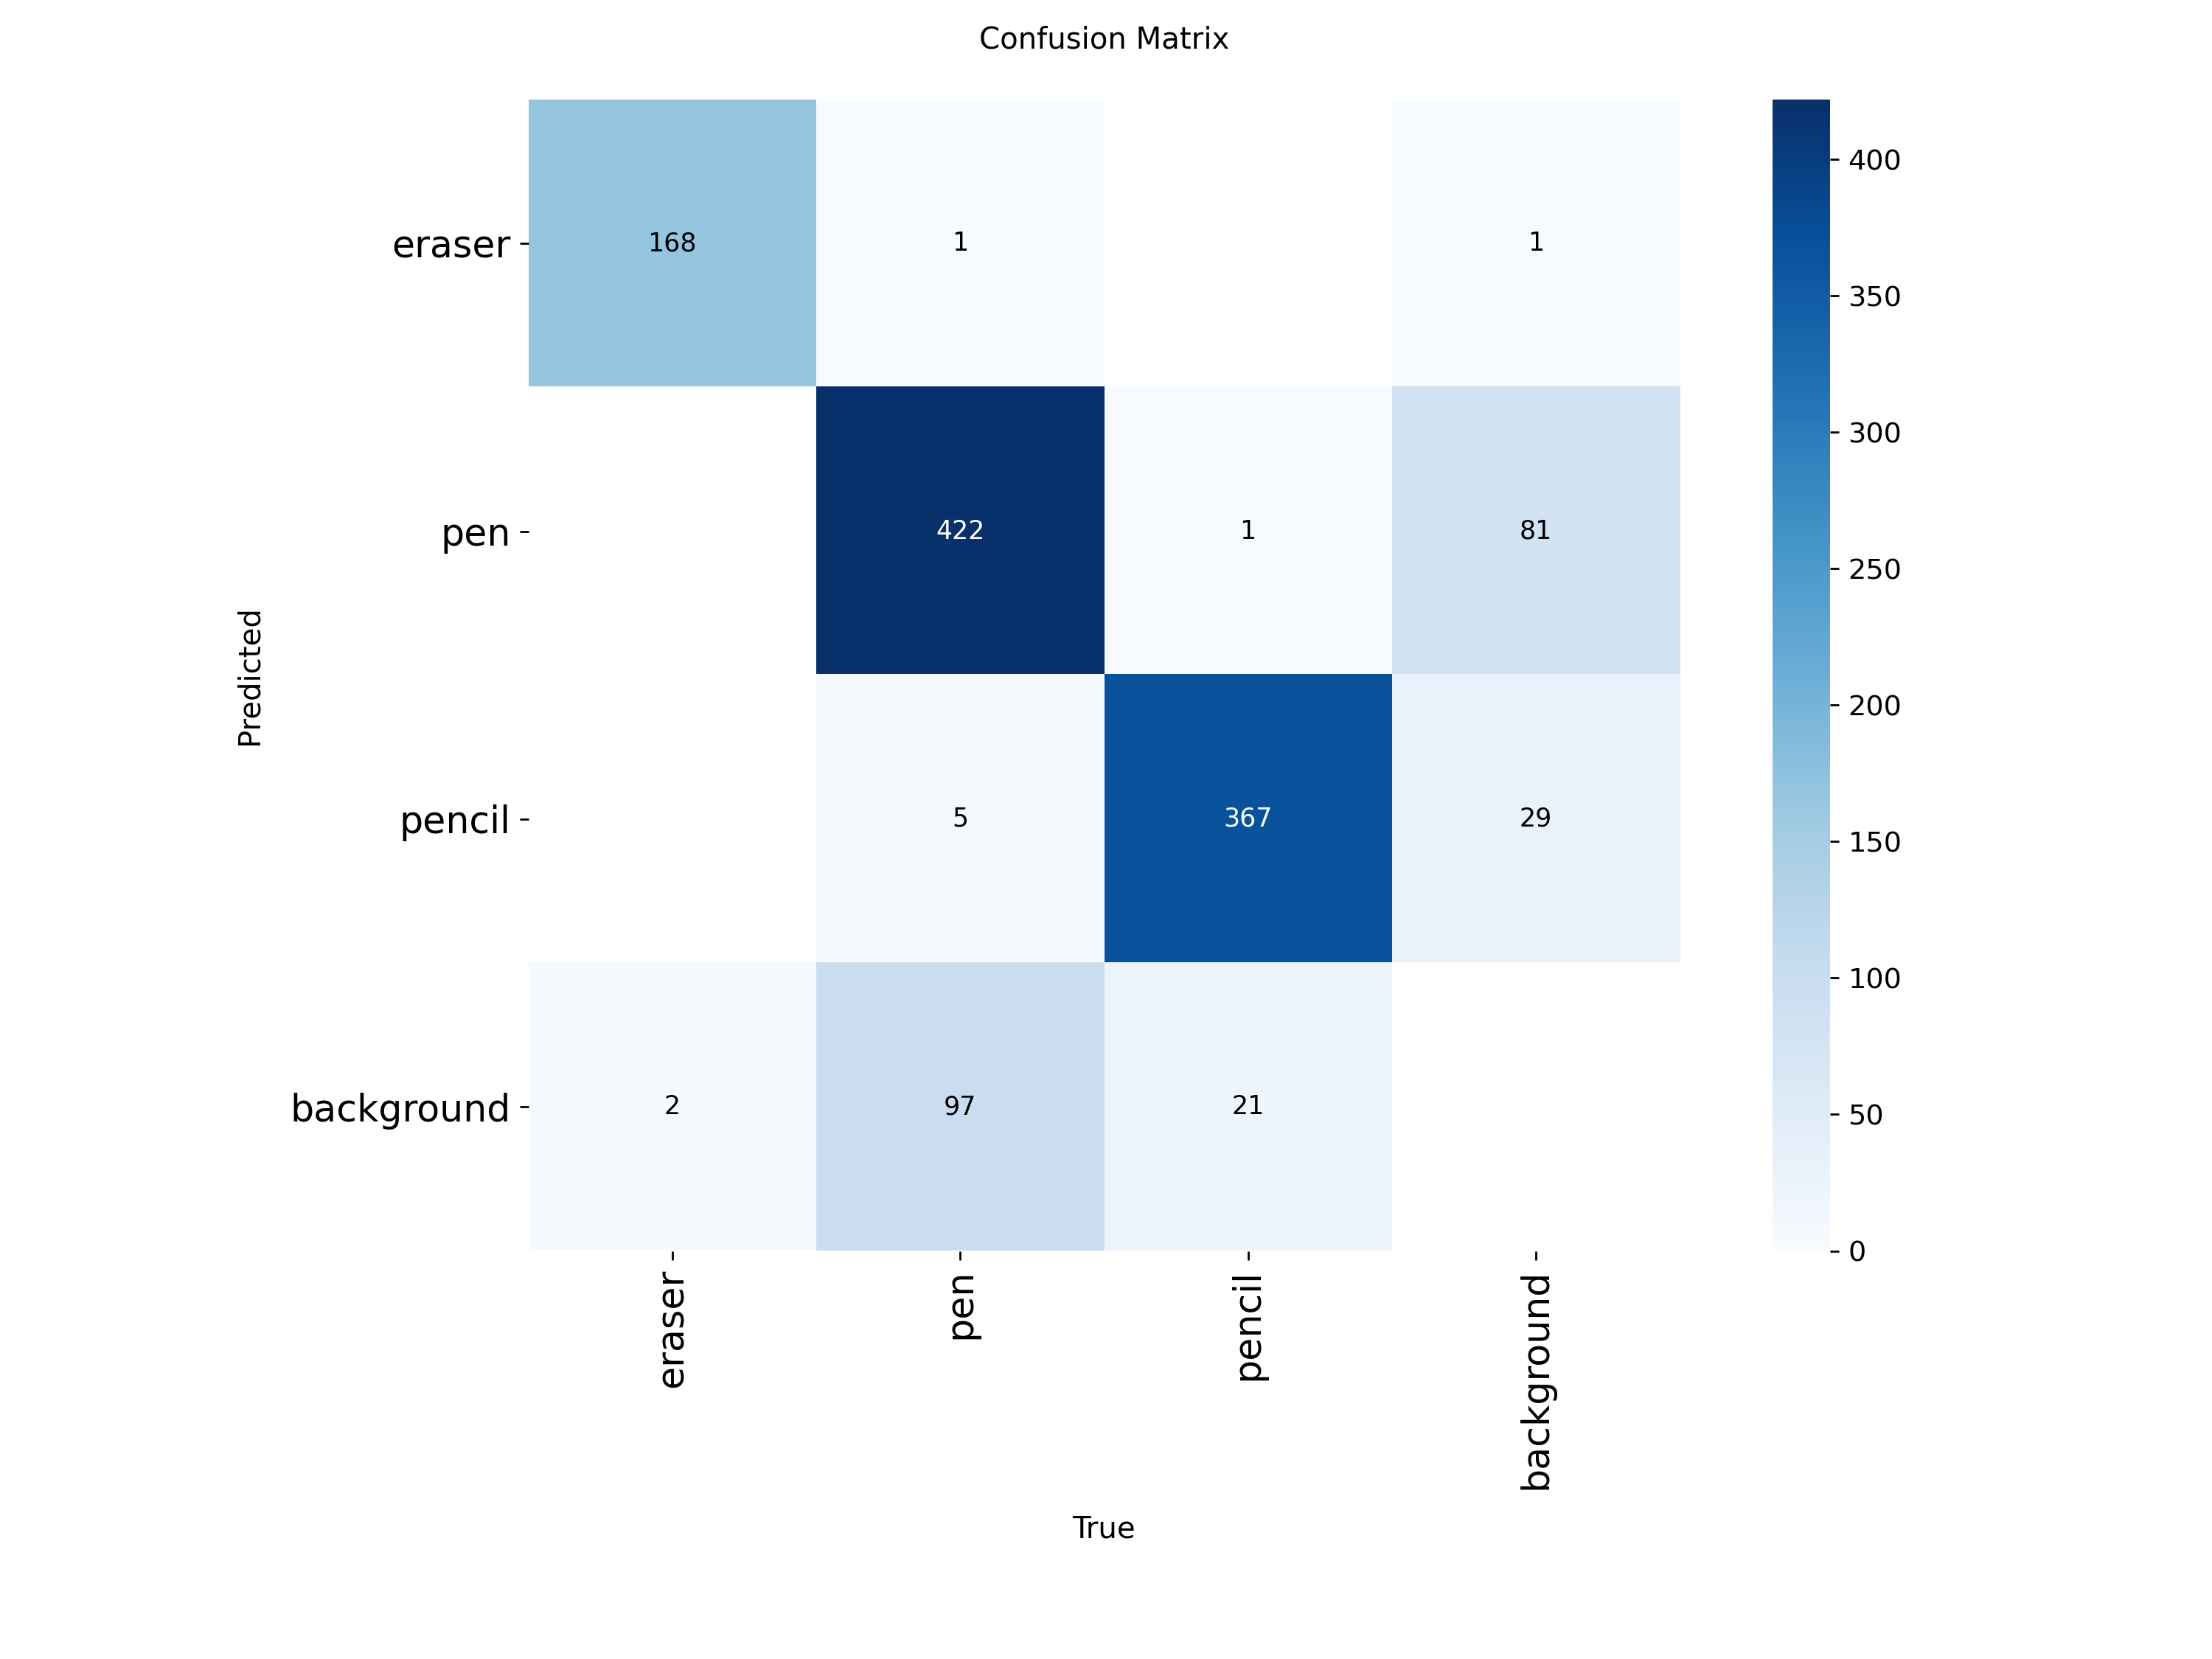 Confusion Matrix
eraser 168 1 1
pen 422 1 81
pencil 5 367 29
background 2 97 21
Predicted
eraser pen pencil background
True
400
350
300
250
200
150
100
50
0